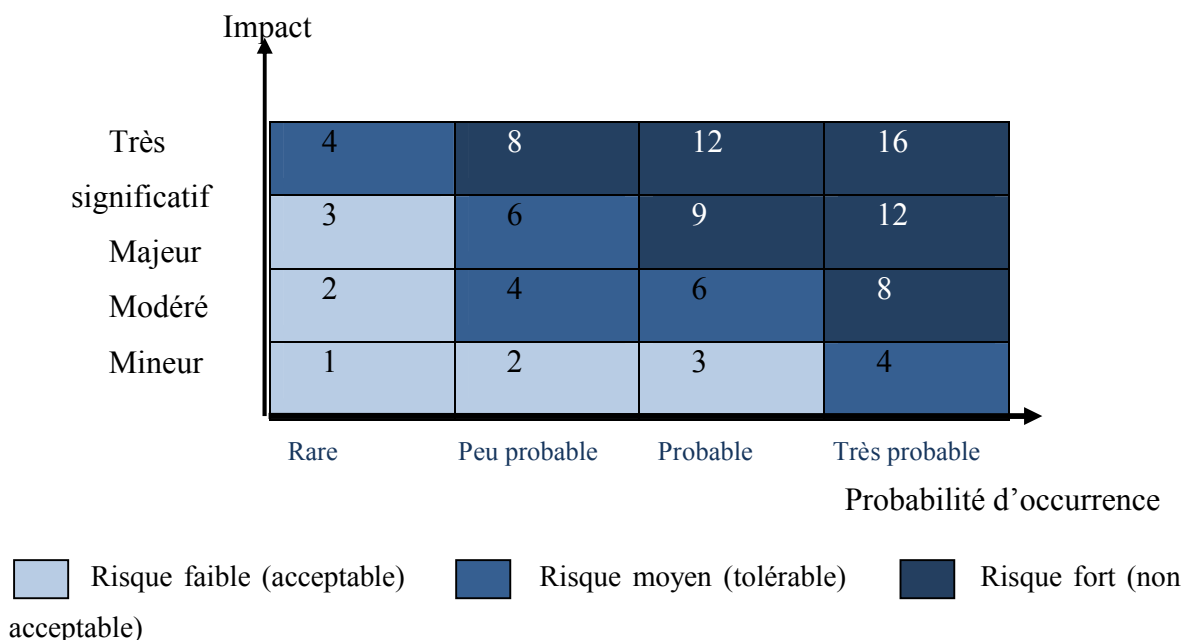 Impact
Très
significatif
Majeur
Modéré
Mineur
4 8 12 16
3 6 9 12
2 4 6 8
1 2 3 4
Rare Peu probable Probable Très probable
Probabilité d’occurrence
Risque faible (acceptable) Risque moyen (tolérable) Risque fort (non
acceptable)